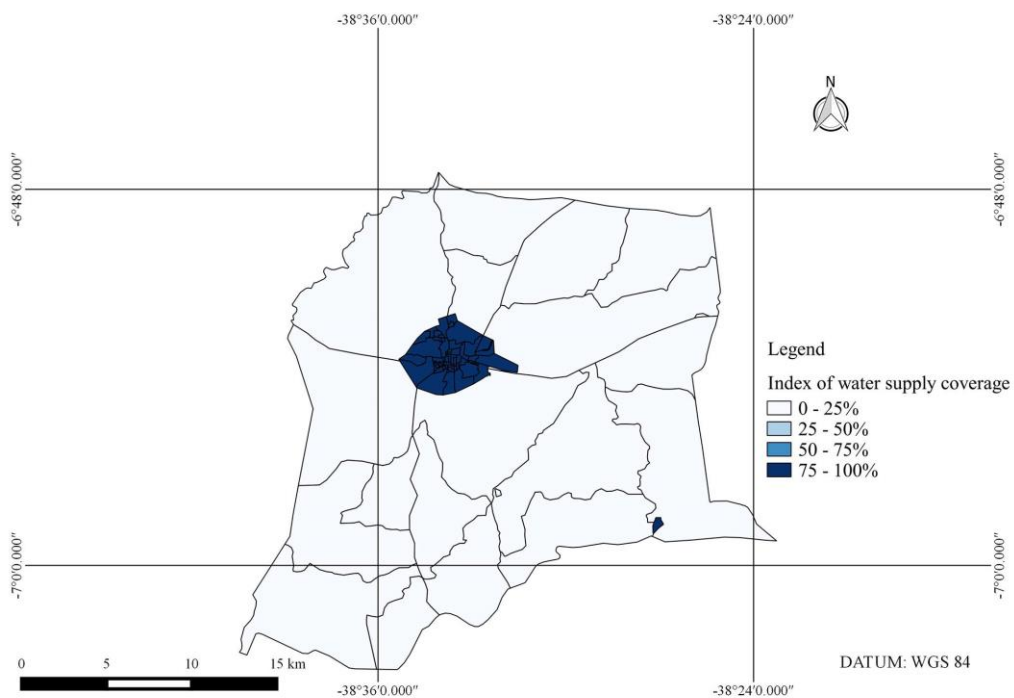 -38°36'0.000"
-38°24'0.000"
N
-6°48'0.000"
-6°48'0.000"
Legend
Index of water supply coverage
0 - 25%
25 - 50%
50 - 75%
75 - 100%
-7°0'0.000"
-7°0'0.000"
0 5 10 15 km
DATUM: WGS 84
-38°36'0.000"
-38°24'0.000"